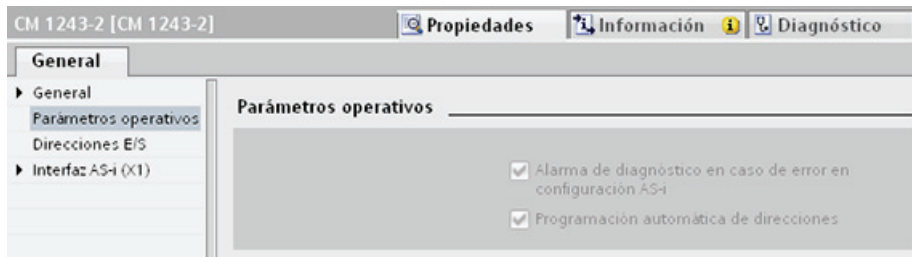 CM 1243-2 [CM 1243-2]
Propiedades
Información
Diagnóstico
General
General
Parámetros operativos
Direcciones E/S
Interfaz AS-i (X1)
Parámetros operativos
Alarma de diagnóstico en caso de error en
configuración AS-i
Programación automática de direcciones